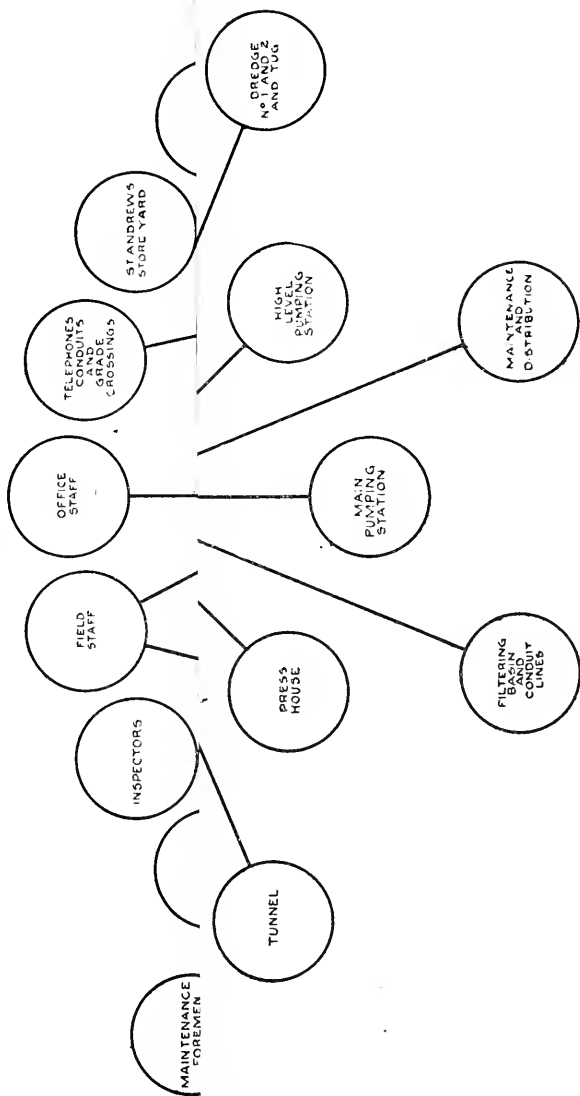 MAINTENANCE
FOREMEN
INSPECTORS
FIELD
STAFF
OFFICE
STAFF
TELEPHONES
CONDUITS
AND
GRADE
CROSSINGS
ST ANDREWS
STORE YARD
TUNNEL
PRESS
HOUSE
MAIN
PUMPING
STATION
HIGH
LEVEL
PUMPING
STATION
DREDGE
Nº 1 AND 2
AND TUG
FILTERING
BASIN
AND
CONDUIT
LINES
MAINTENANCE
AND
DISTRIBUTION